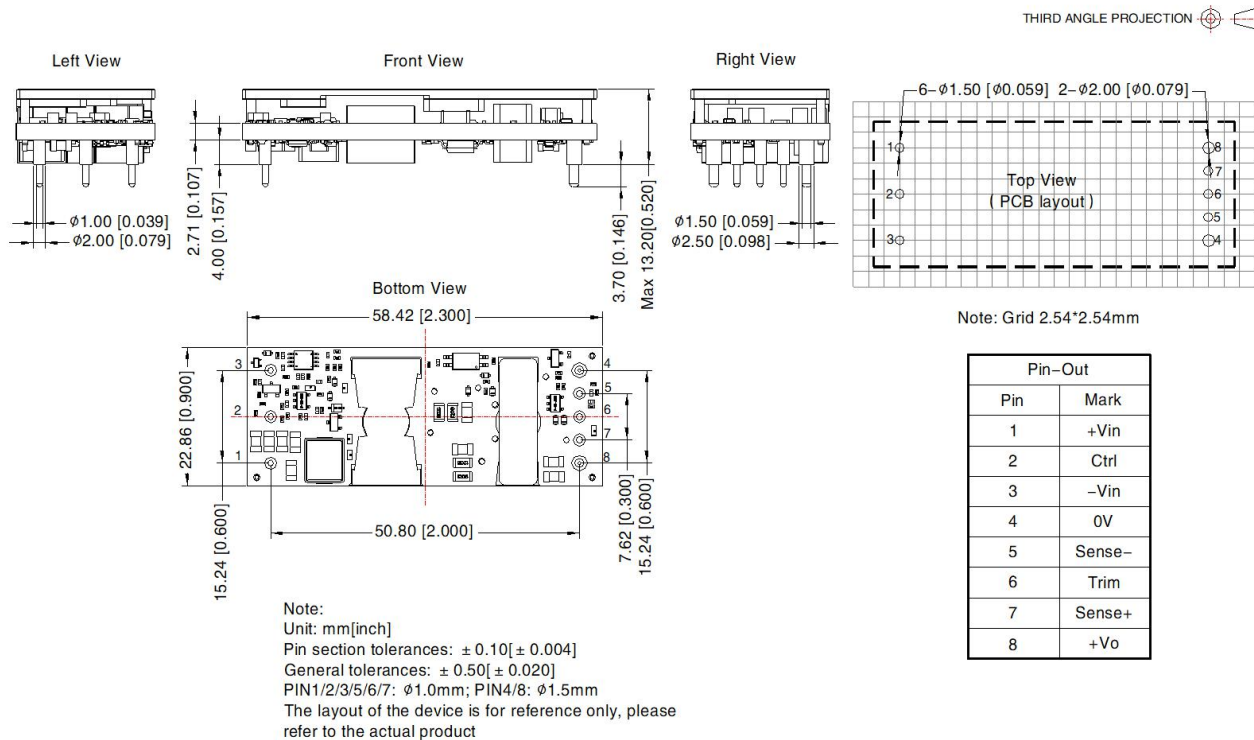 THIRD ANGLE PROJECTION
Left View
Front View
Right View
6-φ1.50 [φ0.059] 2-φ2.00 [φ0.079]
1
2
3
8
7
6
5
4
Top View
( PCB layout )
φ1.00 [0.039]
φ2.00 [0.079]
2.71 [0.107]
4.00 [0.157]
3.70 [0.146]
Max 13.20[0.520]
φ1.50 [0.059]
φ2.50 [0.098]
Note: Grid 2.54*2.54mm
Bottom View
58.42 [2.300]
22.86 [0.900]
3
2
1
4
5
6
7
8
15.24 [0.600]
50.80 [2.000]
7.62 [0.300]
15.24 [0.600]
Pin-Out
Pin Mark
1 +Vin
2 Ctrl
3 -Vin
4 0V
5 Sense-
6 Trim
7 Sense+
8 +Vo
Note:
Unit: mm[inch]
Pin section tolerances: ± 0.10[ ± 0.004]
General tolerances: ± 0.50[ ± 0.020]
PIN1/2/3/5/6/7: φ1.0mm; PIN4/8: φ1.5mm
The layout of the device is for reference only, please
refer to the actual product